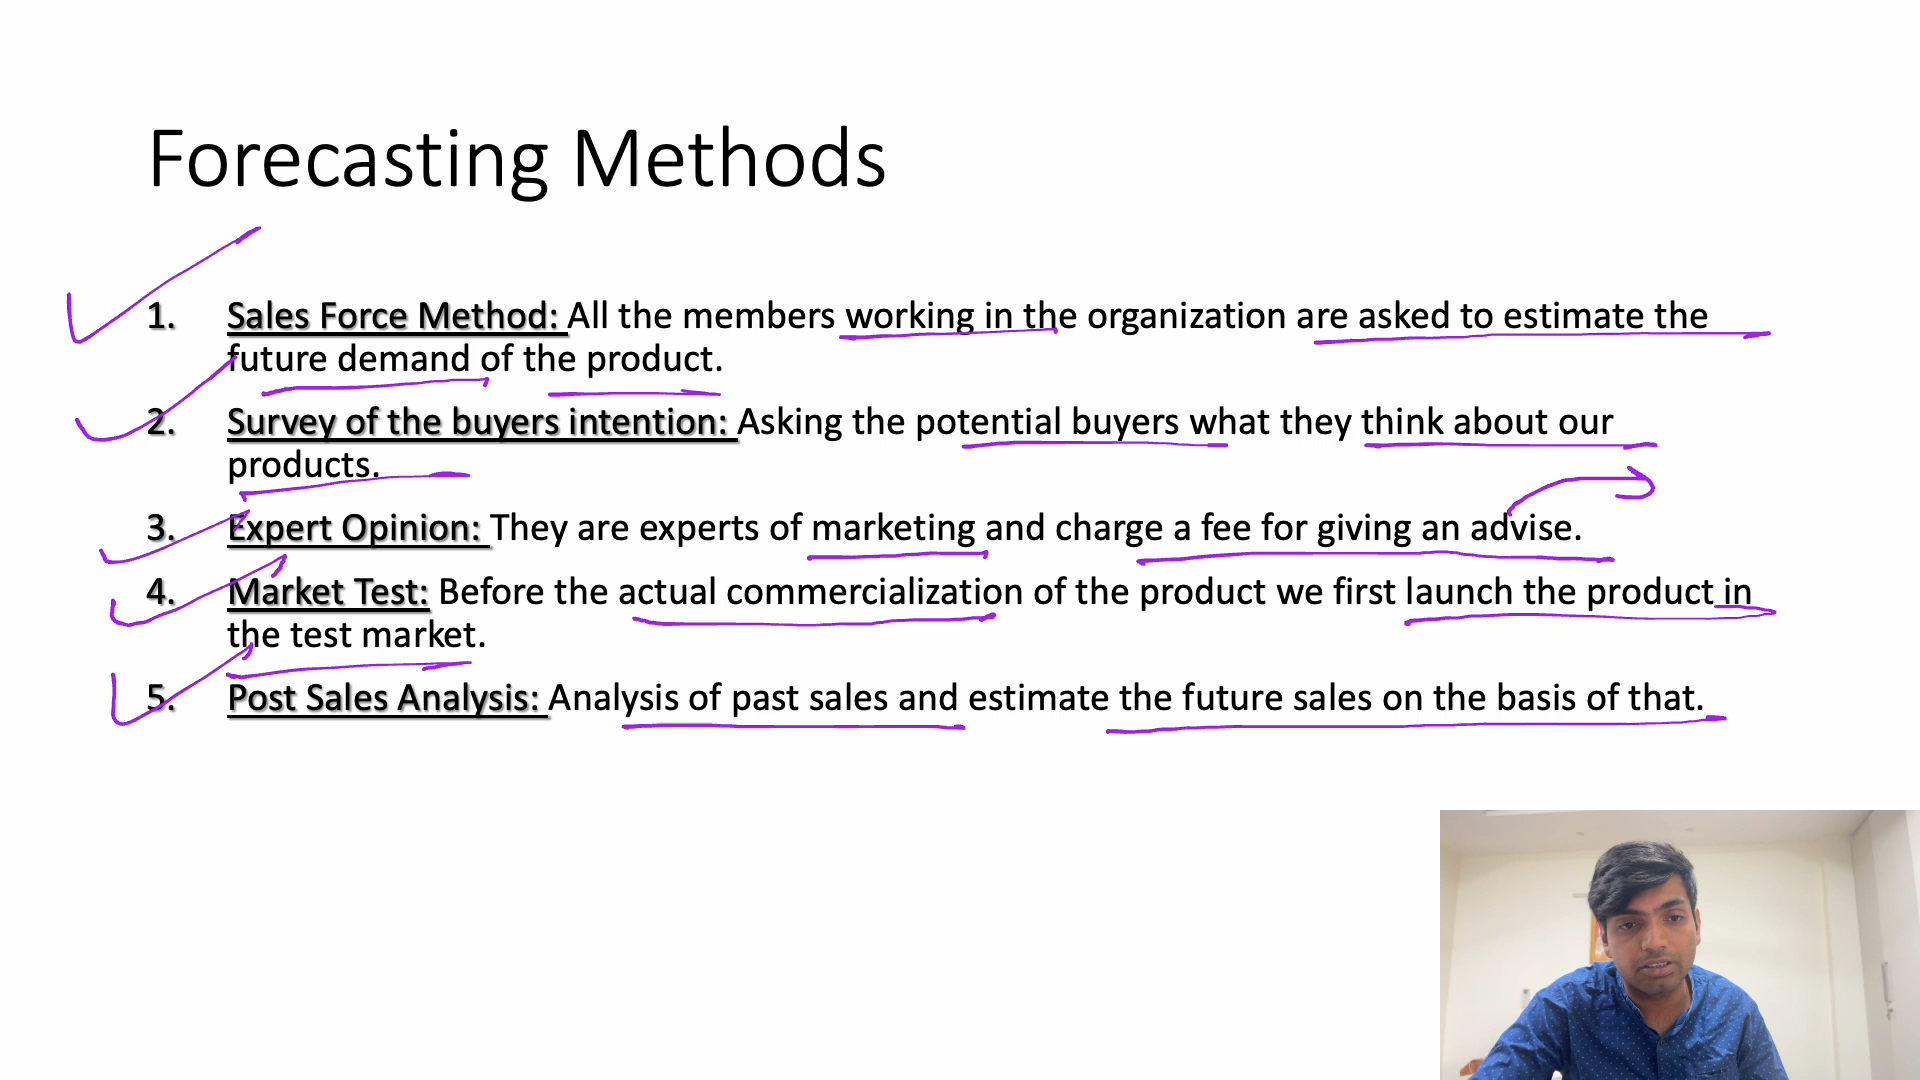 Forecasting Methods
1. Sales Force Method: All the members working in the organization are asked to estimate the
future demand of the product.
2. Survey of the buyers intention: Asking the potential buyers what they think about our
products.
3. Expert Opinion: They are experts of marketing and charge a fee for giving an advise.
4. Market Test: Before the actual commercialization of the product we first launch the product in
the test market.
5. Post Sales Analysis: Analysis of past sales and estimate the future sales on the basis of that.